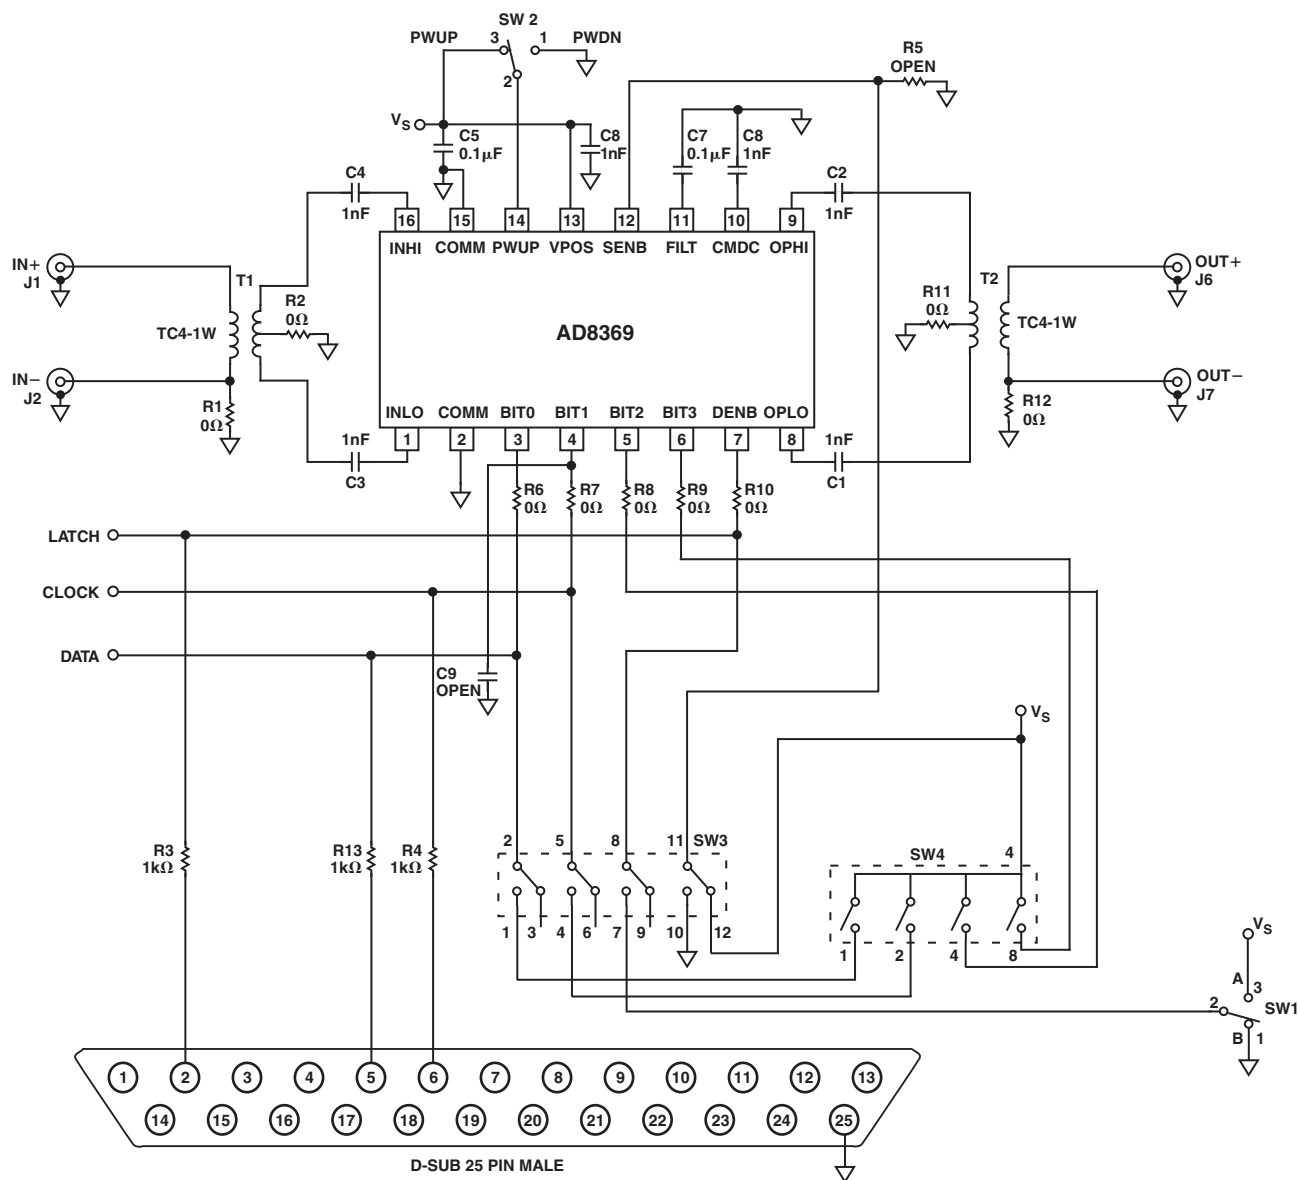 SW 2
PWUP 3 1 PWDN
2
R5
OPEN
VS
C5
0.1µF
C8
1nF
C7
0.1µF
C8
1nF
C4
1nF
C2
1nF
16 15 14 13 12 11 10 9
INHI COMM PWUP VPOS SENB FILT CMDC OPHI
IN+
J1
T1
R2
0Ω
TC4-1W
AD8369
R11
0Ω
T2
TC4-1W
OUT+
J6
IN−
J2
R1
0Ω
OUT−
J7
R12
0Ω
INLO COMM BIT0 BIT1 BIT2 BIT3 DENB OPLO
1 2 3 4 5 6 7 8
1nF
C3
1nF
C1
R6
0Ω
R7
0Ω
R8
0Ω
R9
0Ω
R10
0Ω
LATCH
CLOCK
DATA
C9
OPEN
VS
R3
1kΩ
R13
1kΩ
R4
1kΩ
2 5 8 11 SW3
SW4 4
1 3 4 6 7 9 10 12
1 2 4 8
VS
A 3
2 SW1
B 1
1 2 3 4 5 6 7 8 9 10 11 12 13
14 15 16 17 18 19 20 21 22 23 24 25
D-SUB 25 PIN MALE